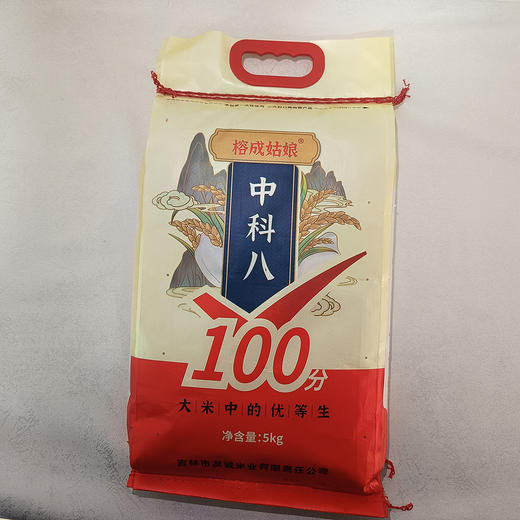 榕成姑娘®
中科八
100分
大米中的优等生
净含量:5kg